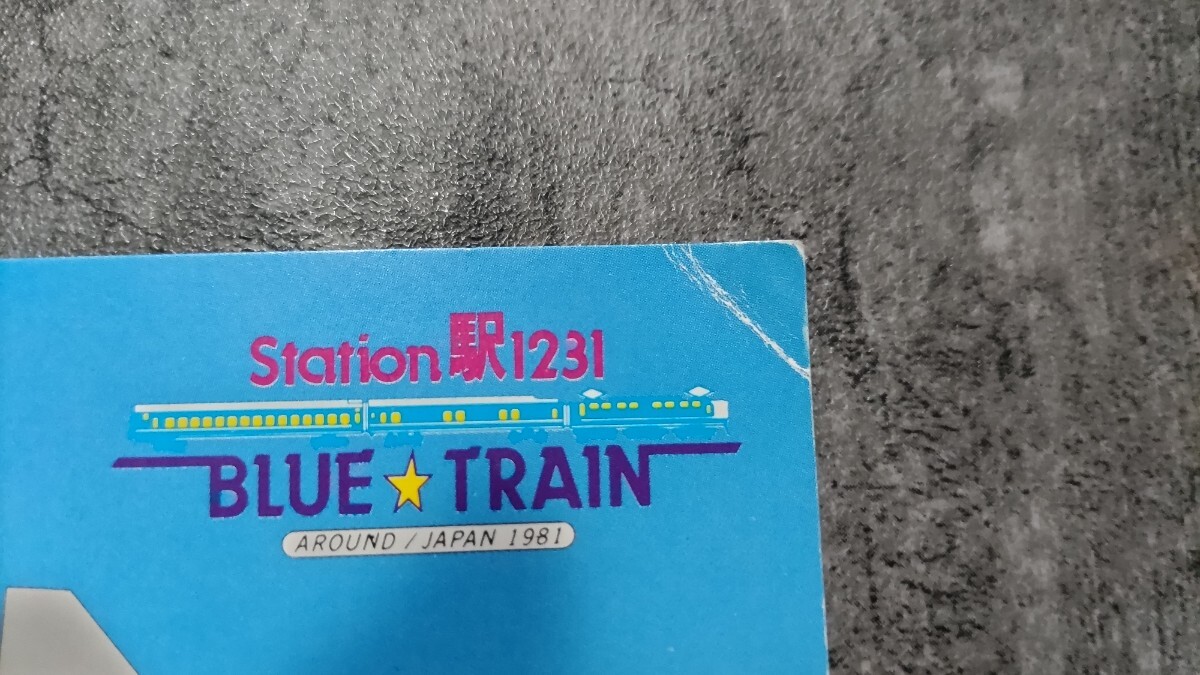 Station駅1231
BLUE★TRAIN
AROUND/JAPAN 1981